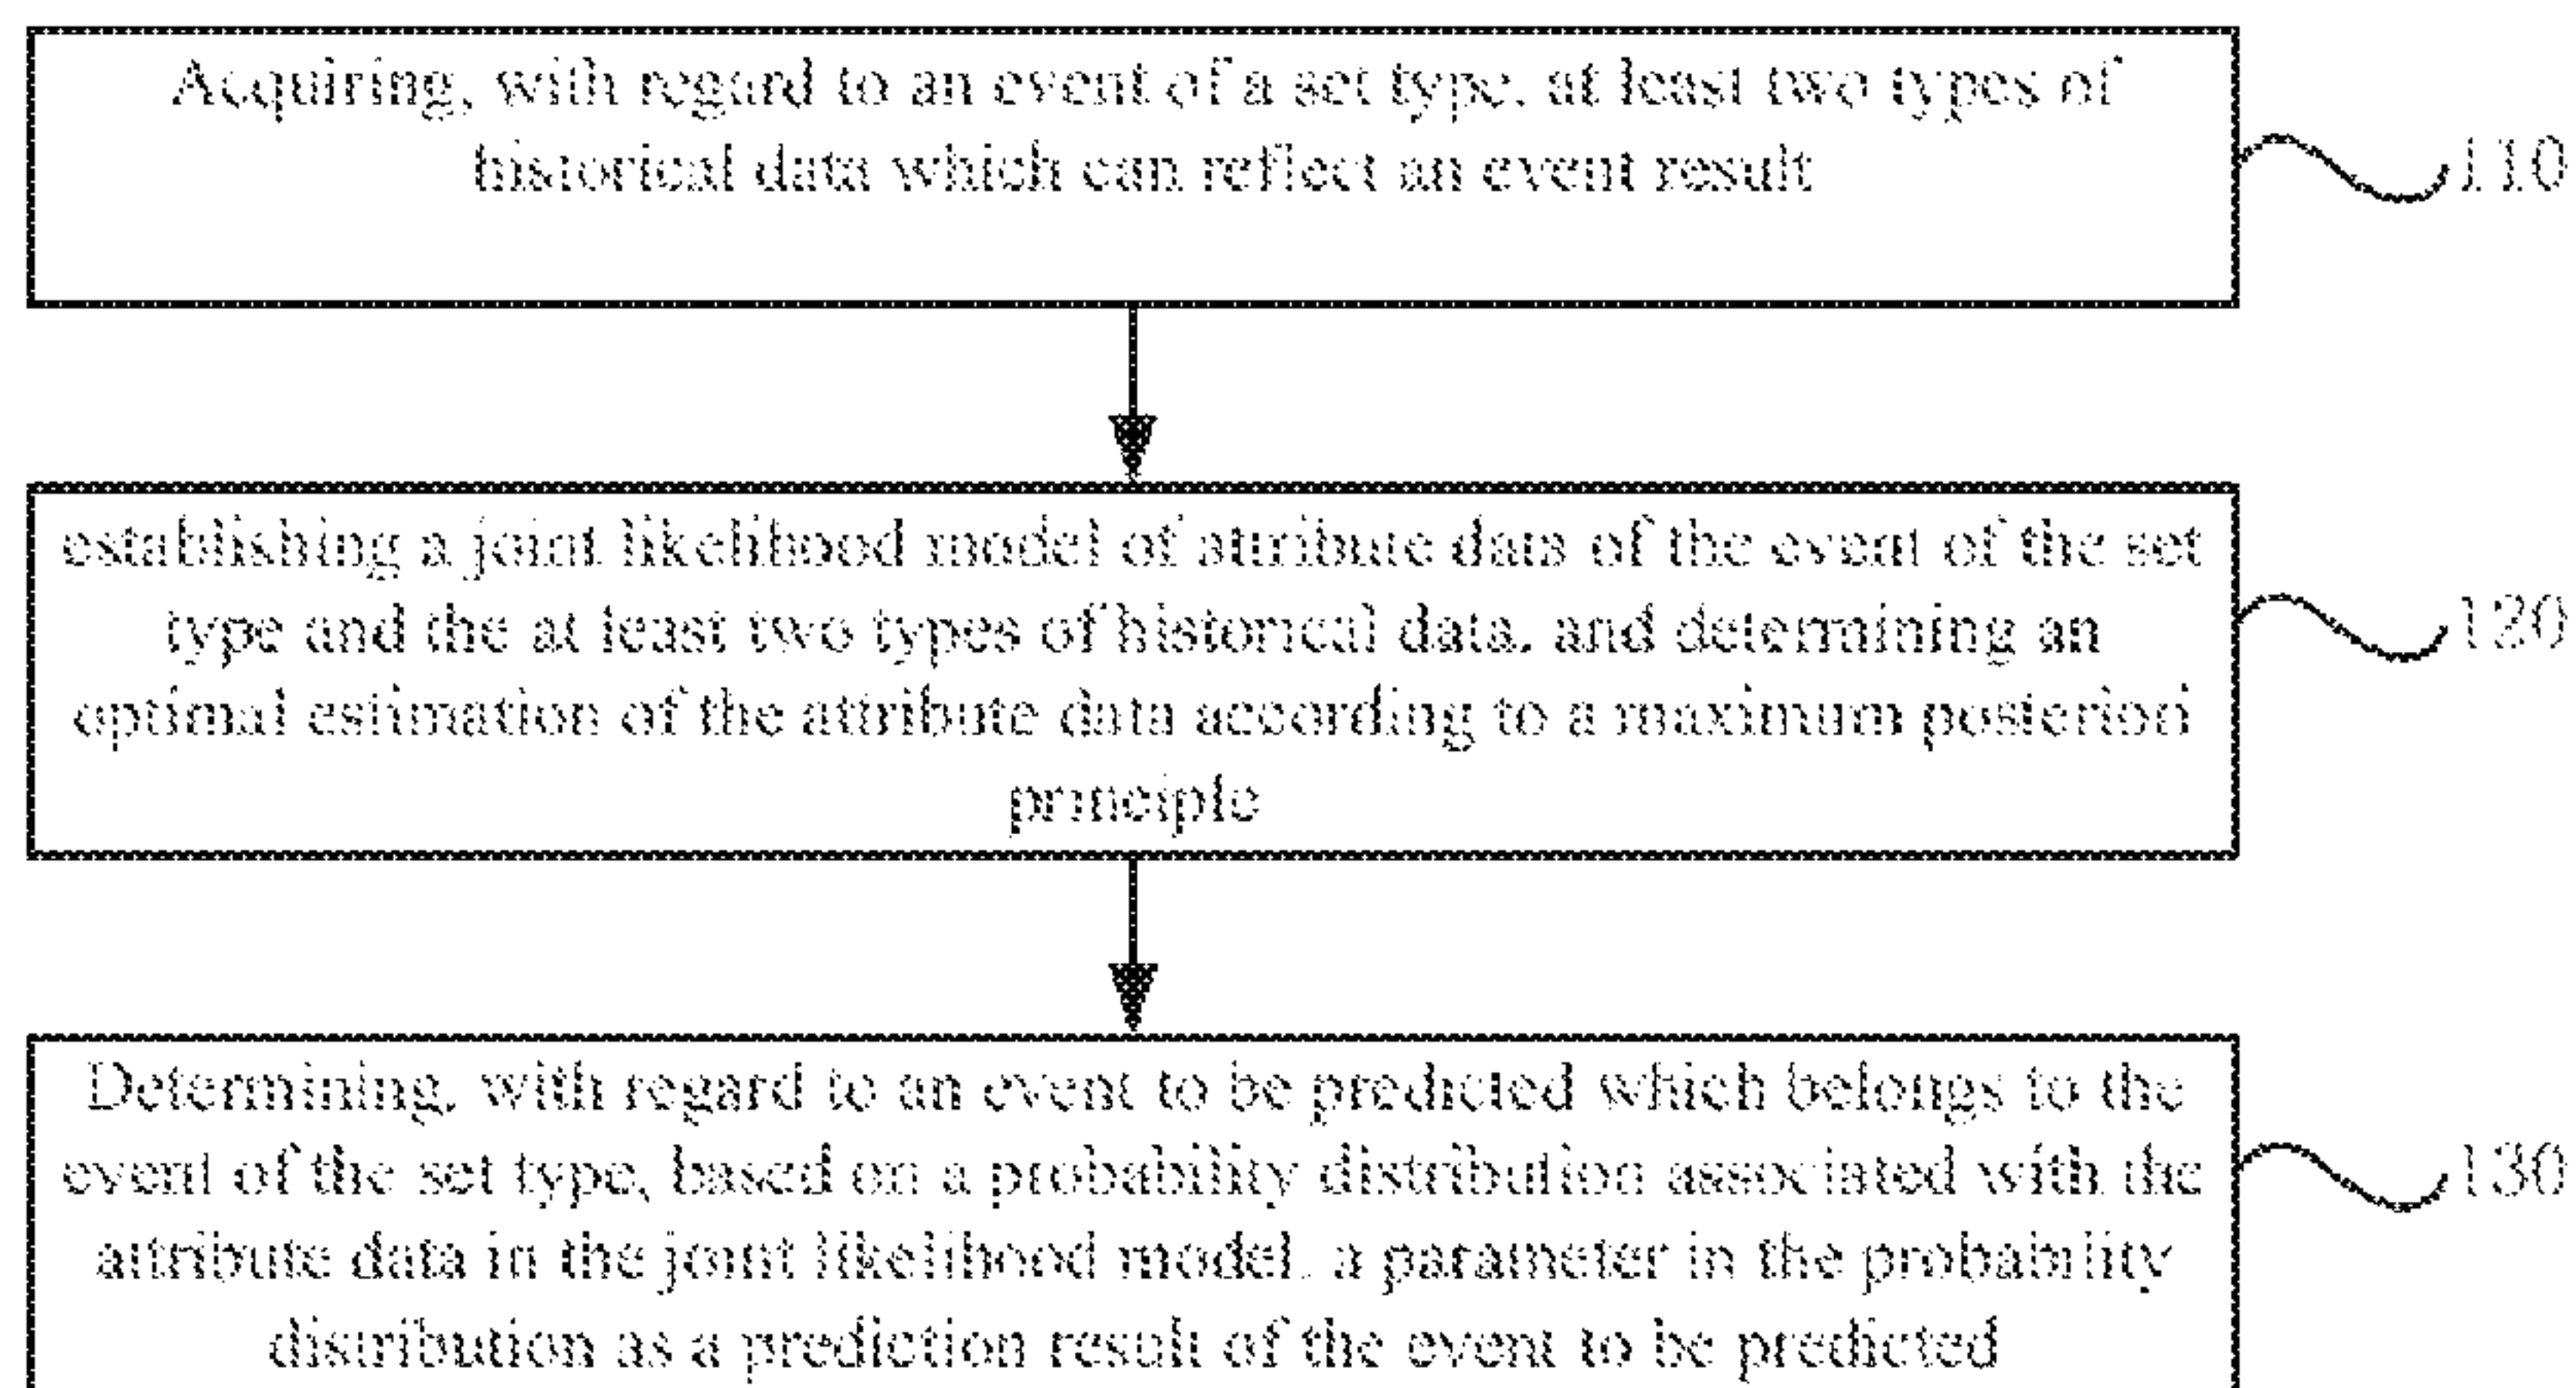 Acquiring, with regard to an event of a set type, at least two types of
historical data which can reflect an event result
110
establishing a joint likelihood model of attribute data of the event of the set
type and the at least two types of historical data, and determining an
optimal estimation of the attribute data according to a maximum posteriori
principle
120
Determining, with regard to an event to be predicted which belongs to the
event of the set type, based on a probability distribution associated with the
attribute data in the joint likelihood model, a parameter in the probability
distribution as a prediction result of the event to be predicted
130